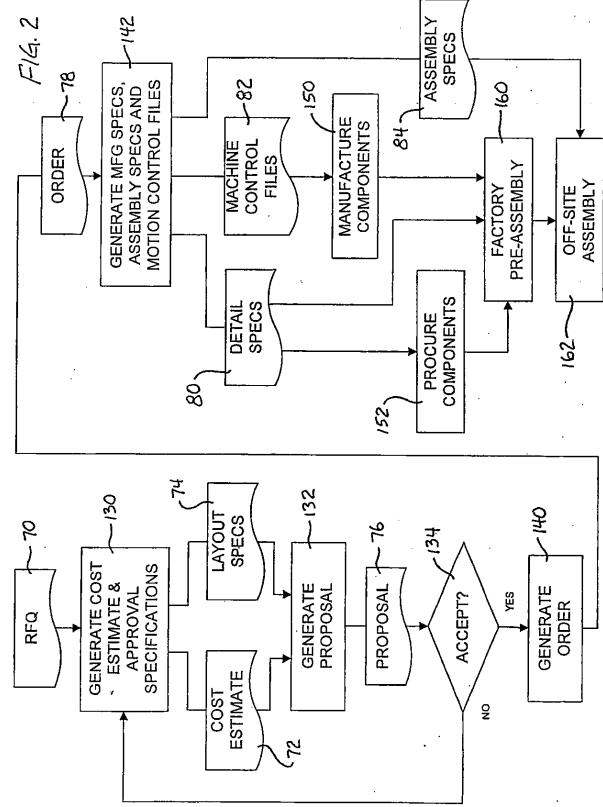 FIG. 2
70
RFQ
130
GENERATE COST
ESTIMATE &
APPROVAL
SPECIFICATIONS
74
COST
ESTIMATE
LAYOUT
SPECS
72
132
GENERATE
PROPOSAL
76
PROPOSAL
134
ACCEPT?
NO
YES
140
GENERATE
ORDER
78
ORDER
142
GENERATE MFG SPECS,
ASSEMBLY SPECS AND
MOTION CONTROL FILES
80
DETAIL
SPECS
82
MACHINE
CONTROL
FILES
84
ASSEMBLY
SPECS
150
MANUFACTURE
COMPONENTS
152
PROCURE
COMPONENTS
160
FACTORY
PRE-ASSEMBLY
162
OFF-SITE
ASSEMBLY